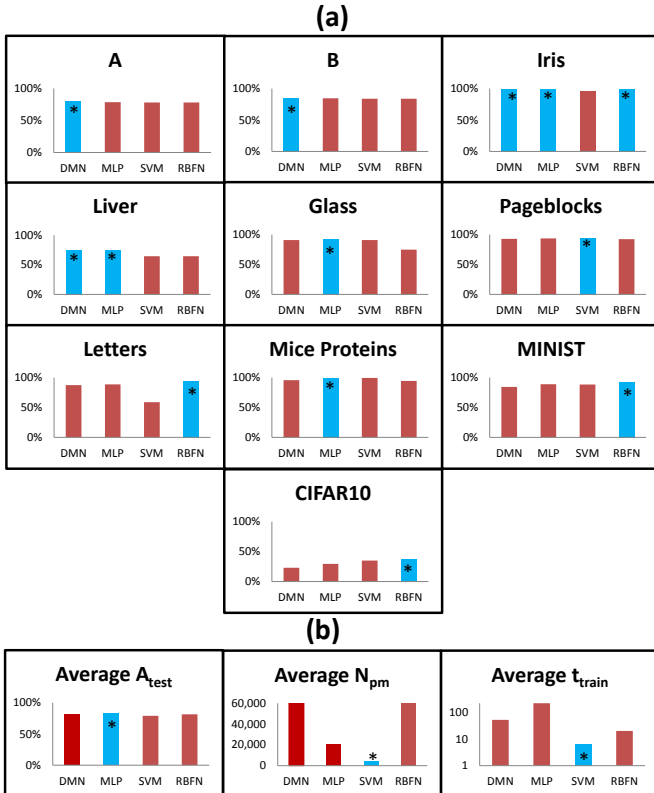 (a)
A
100%
50%
0%
DMN MLP SVM RBFN
*
B
100%
50%
0%
DMN MLP SVM RBFN
*
Iris
100%
50%
0%
DMN MLP SVM RBFN
* * *
Liver
100%
50%
0%
DMN MLP SVM RBFN
* *
Glass
100%
50%
0%
DMN MLP SVM RBFN
*
Pageblocks
100%
50%
0%
DMN MLP SVM RBFN
*
Letters
100%
50%
0%
DMN MLP SVM RBFN
*
Mice Proteins
100%
50%
0%
DMN MLP SVM RBFN
*
MINIST
100%
50%
0%
DMN MLP SVM RBFN
*
CIFAR10
100%
50%
0%
DMN MLP SVM RBFN
*
(b)
Average A_test
100%
50%
0%
DMN MLP SVM RBFN
*
Average N_pm
60,000
40,000
20,000
0
DMN MLP SVM RBFN
*
Average t_train
100
10
1
DMN MLP SVM RBFN
*